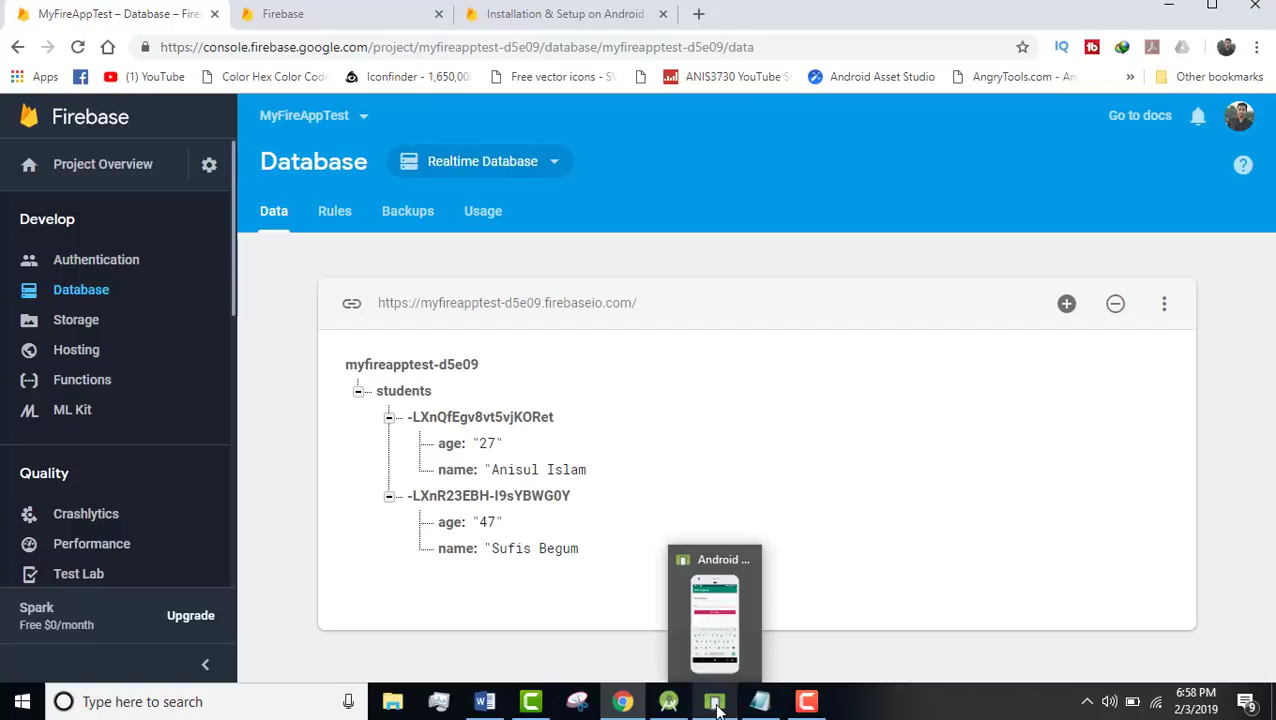 MyFireAppTest – Database – Fire
Firebase
Installation & Setup on Android
https://console.firebase.google.com/project/myfireapptest-d5e09/database/myfireapptest-d5e09/data
Apps
(1) YouTube
Color Hex Color Code
Iconfinder - 1,650,00
Free vector icons - SV
ANIS3730 YouTube S
Android Asset Studio
AngryTools.com - An
»
Other bookmarks
Firebase
MyFireAppTest
Go to docs
Project Overview
Database
Realtime Database
Data
Rules
Backups
Usage
Develop
Authentication
Database
Storage
Hosting
Functions
ML Kit
Quality
Crashlytics
Performance
Test Lab
Spark
Free $0/month
Upgrade
https://myfireapptest-d5e09.firebaseio.com/
myfireapptest-d5e09
students
-LXnQfEgv8vt5vjKORet
age: "27"
name: "Anisul Islam
-LXnR23EBH-I9sYBWG0Y
age: "47"
name: "Sufis Begum
Android ...
Type here to search
6:58 PM
2/3/2019
9